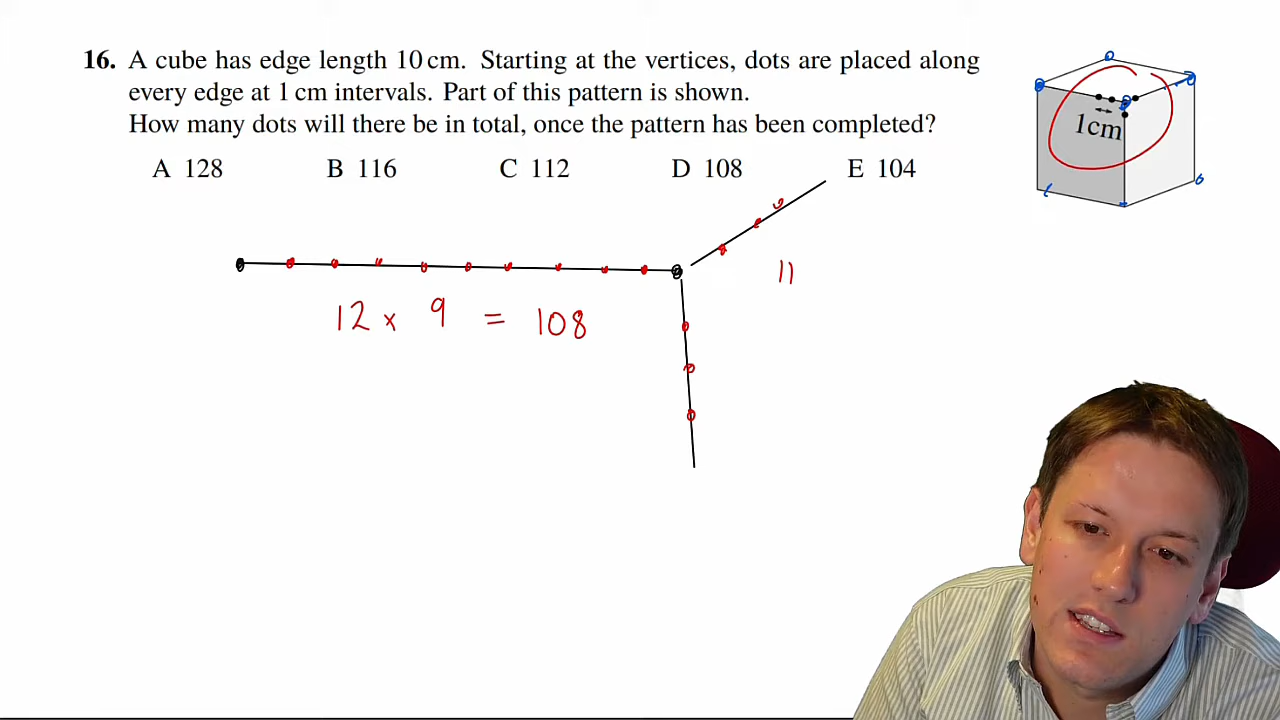 16. A cube has edge length 10 cm. Starting at the vertices, dots are placed along
every edge at 1 cm intervals. Part of this pattern is shown.
How many dots will there be in total, once the pattern has been completed?
A 128 B 116 C 112 D 108 E 104
1cm
11
12 × 9 = 108